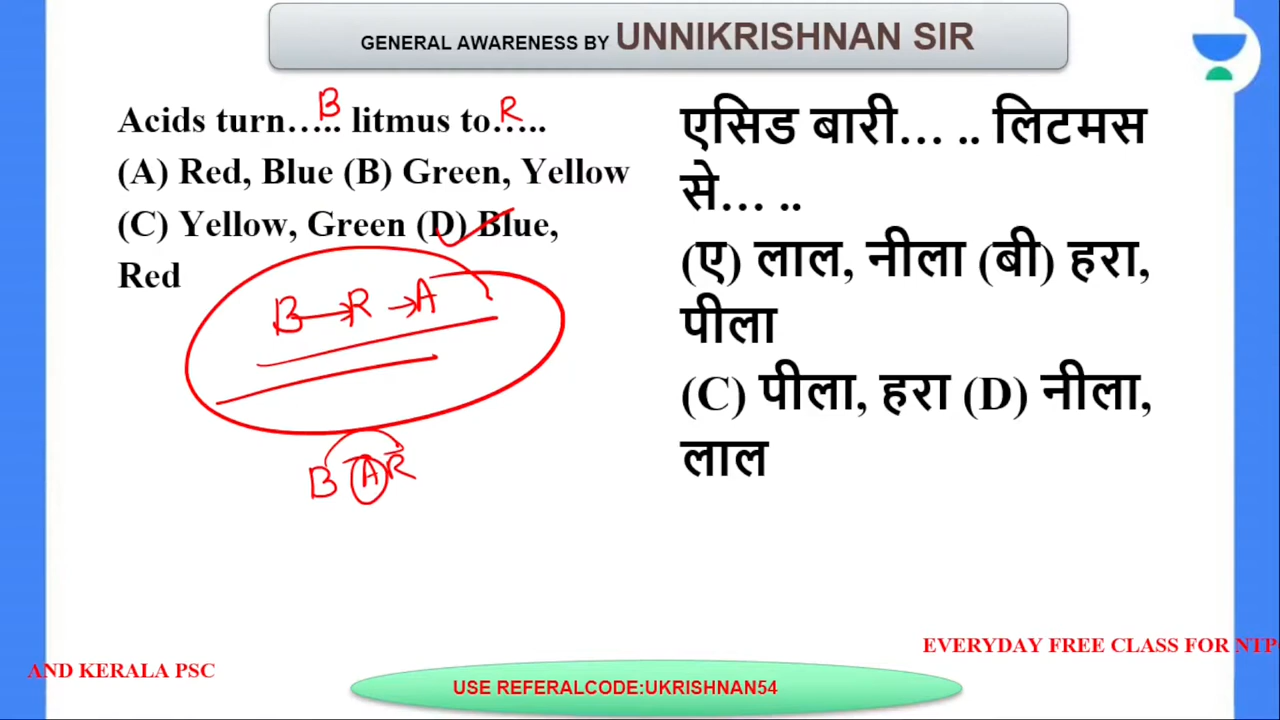 GENERAL AWARENESS BY UNNIKRISHNAN SIR
Acids turn….. litmus to…..
B
R
(A) Red, Blue (B) Green, Yellow
(C) Yellow, Green (D) Blue,
Red
B→R →A
B A R
एसिड बारी… .. लिटमस
से… ..
(ए) लाल, नीला (बी) हरा,
पीला
(C) पीला, हरा (D) नीला,
लाल
EVERYDAY FREE CLASS FOR NTP
AND KERALA PSC
USE REFERALCODE:UKRISHNAN54